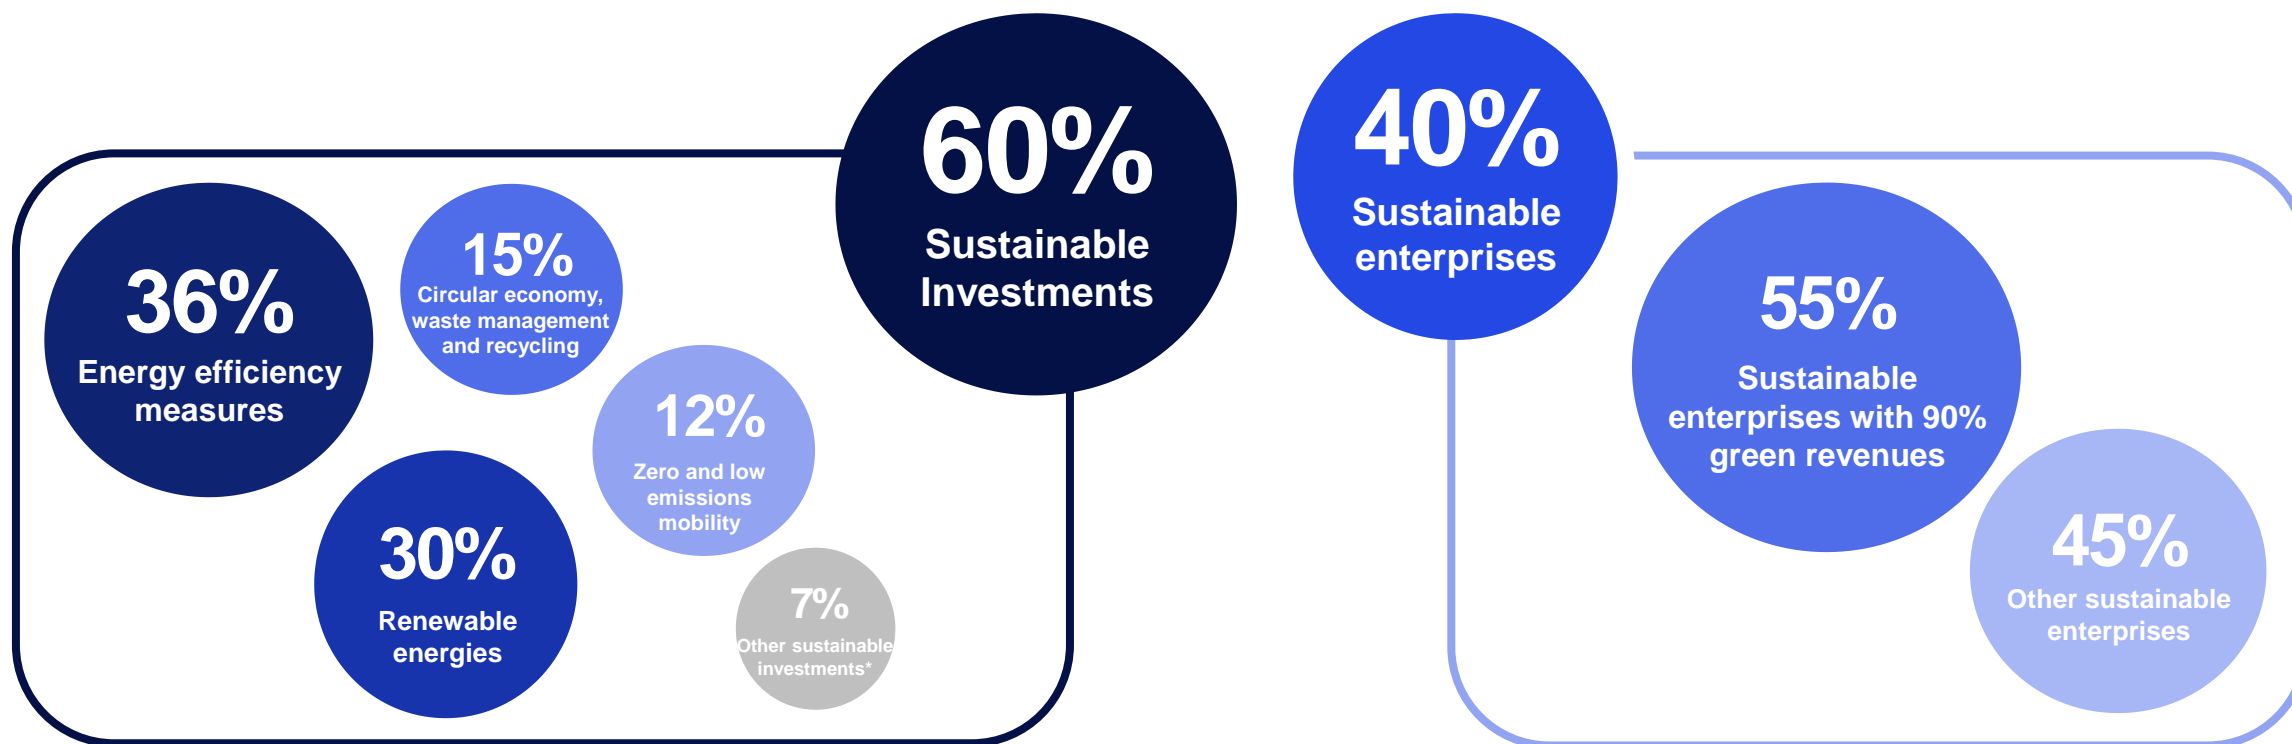 60%
Sustainable
Investments
36%
Energy efficiency
measures
15%
Circular economy,
waste management
and recycling
12%
Zero and low
emissions
mobility
30%
Renewable
energies
7%
Other sustainable
investments*
40%
Sustainable
enterprises
55%
Sustainable
enterprises with 90%
green revenues
45%
Other sustainable
enterprises